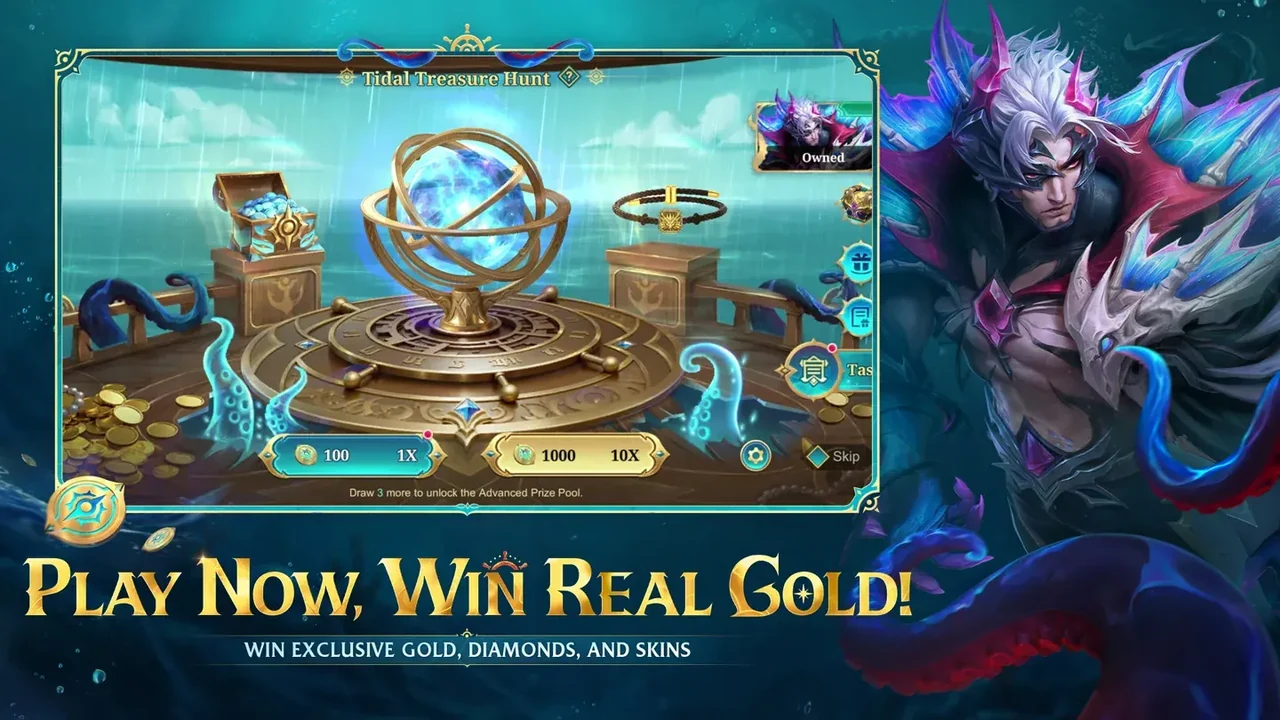 Tidal Treasure Hunt ?
Owned
Tas
100 1X
1000 10X
Skip
Draw 3 more to unlock the Advanced Prize Pool.
PLAY NOW, WIN REAL GOLD!
WIN EXCLUSIVE GOLD, DIAMONDS, AND SKINS